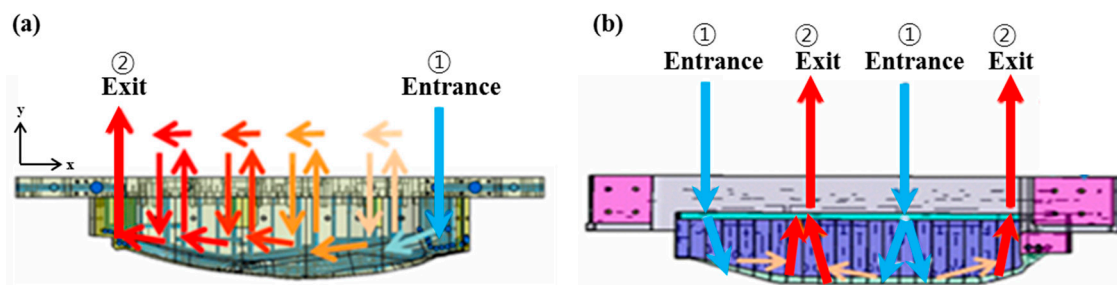 (a)
②
Exit
①
Entrance
y
x
(b)
①
Entrance
②
Exit
①
Entrance
②
Exit